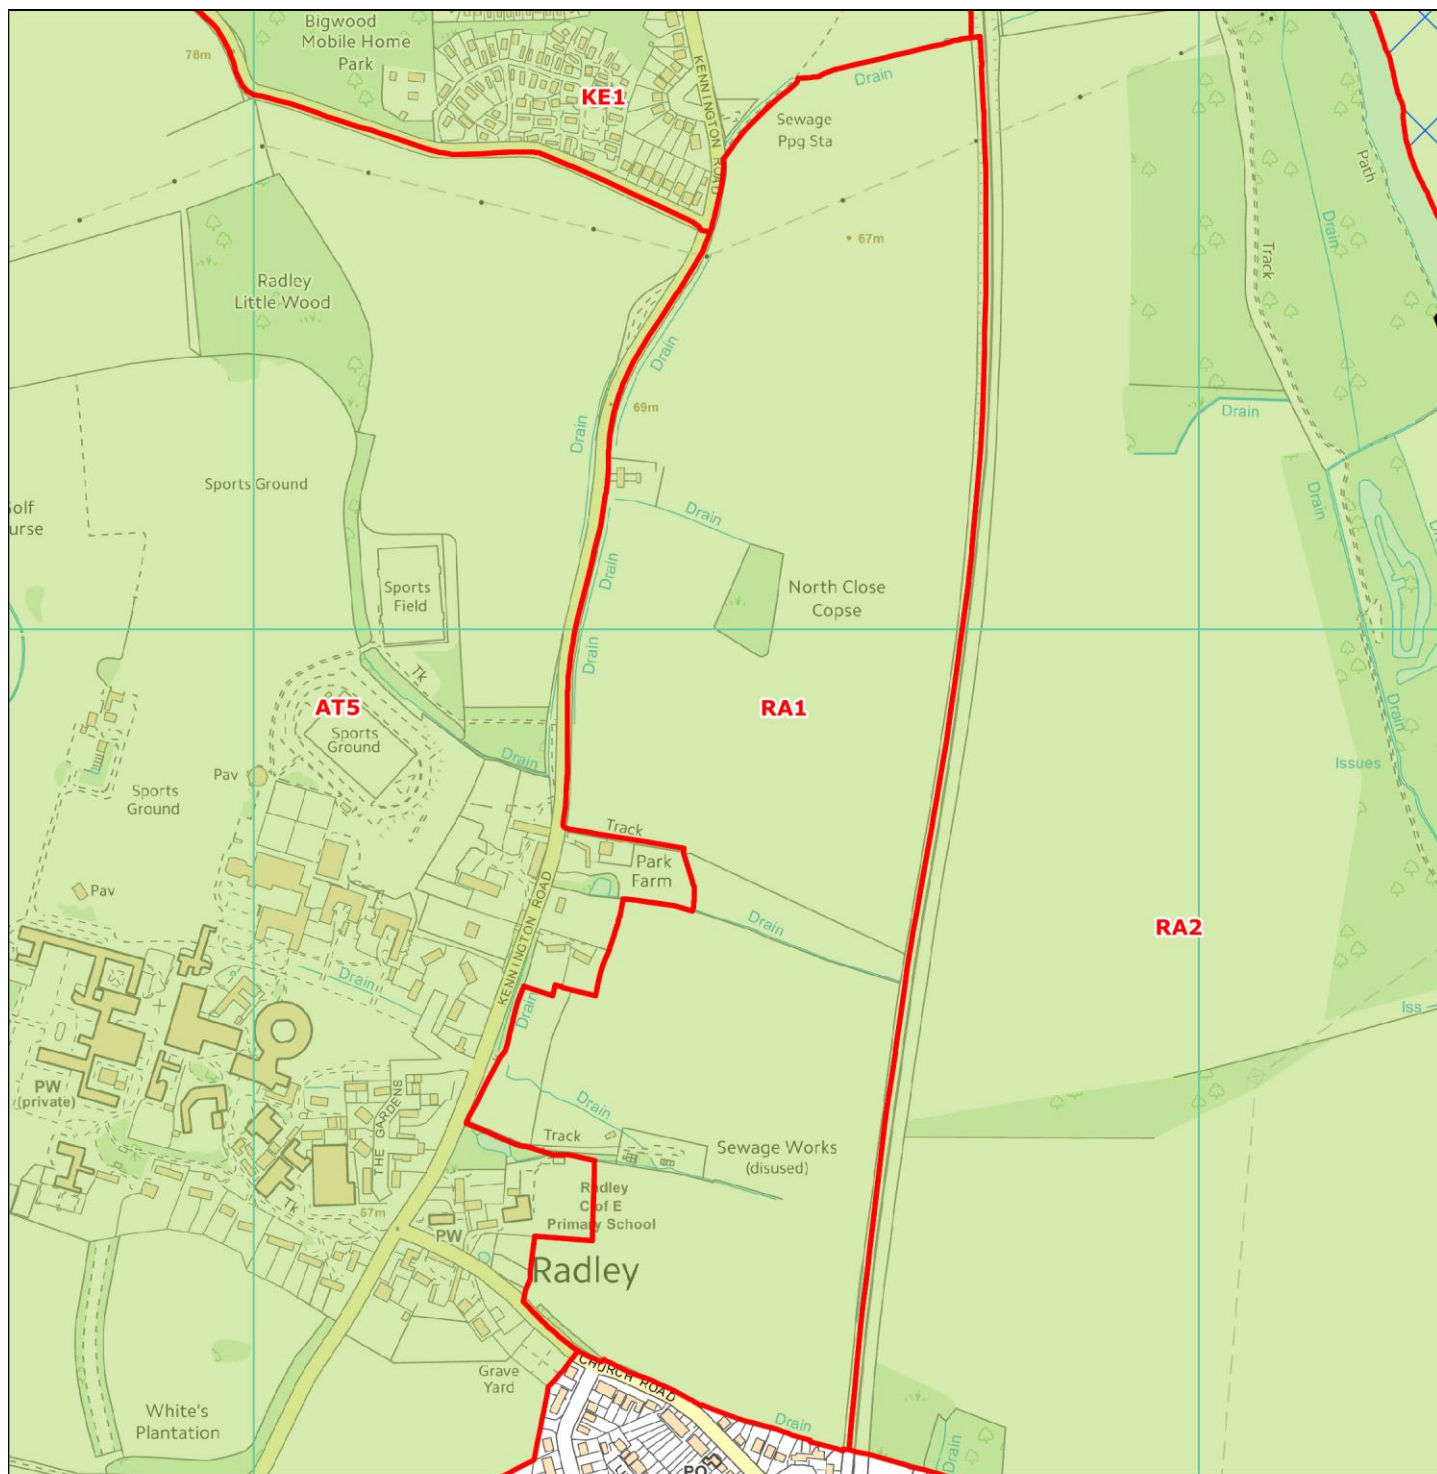 Bigwood
Mobile Home
Park
78m
KE1
KENNINGTON ROAD
Drain
Sewage
Ppg Sta
Path
67m
Drain
Track
Radley
Little Wood
Drain
69m
Drain
Drain
Sports Ground
Drain
Drain
Sports
Field
Drain
North Close
Copse
Drain
Tk
AT5
RA1
Sports
Ground
Drain
Issues
Pav
Sports
Ground
Track
Park
Farm
Pav
KENNINGTON ROAD
Drain
RA2
Drain
Drain
Iss
PW
(private)
THE GARDENS
Drain
Track
Sewage Works
(disused)
Radley
C of E
Primary School
Tk
67m
PW
Radley
Grave
Yard
CHURCH ROAD
Drain
White's
Plantation
Drain
PO